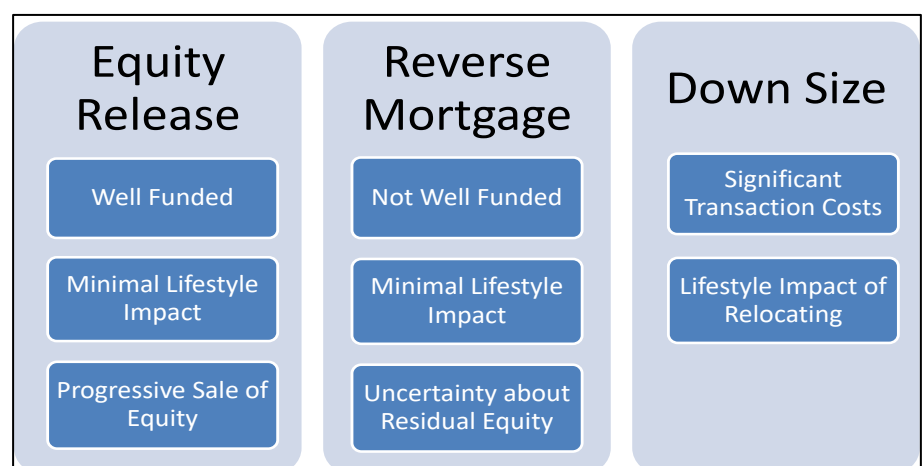 Equity
Release
Well Funded
Minimal Lifestyle
Impact
Progressive Sale of
Equity
Reverse
Mortgage
Not Well Funded
Minimal Lifestyle
Impact
Uncertainty about
Residual Equity
Down Size
Significant
Transaction Costs
Lifestyle Impact of
Relocating